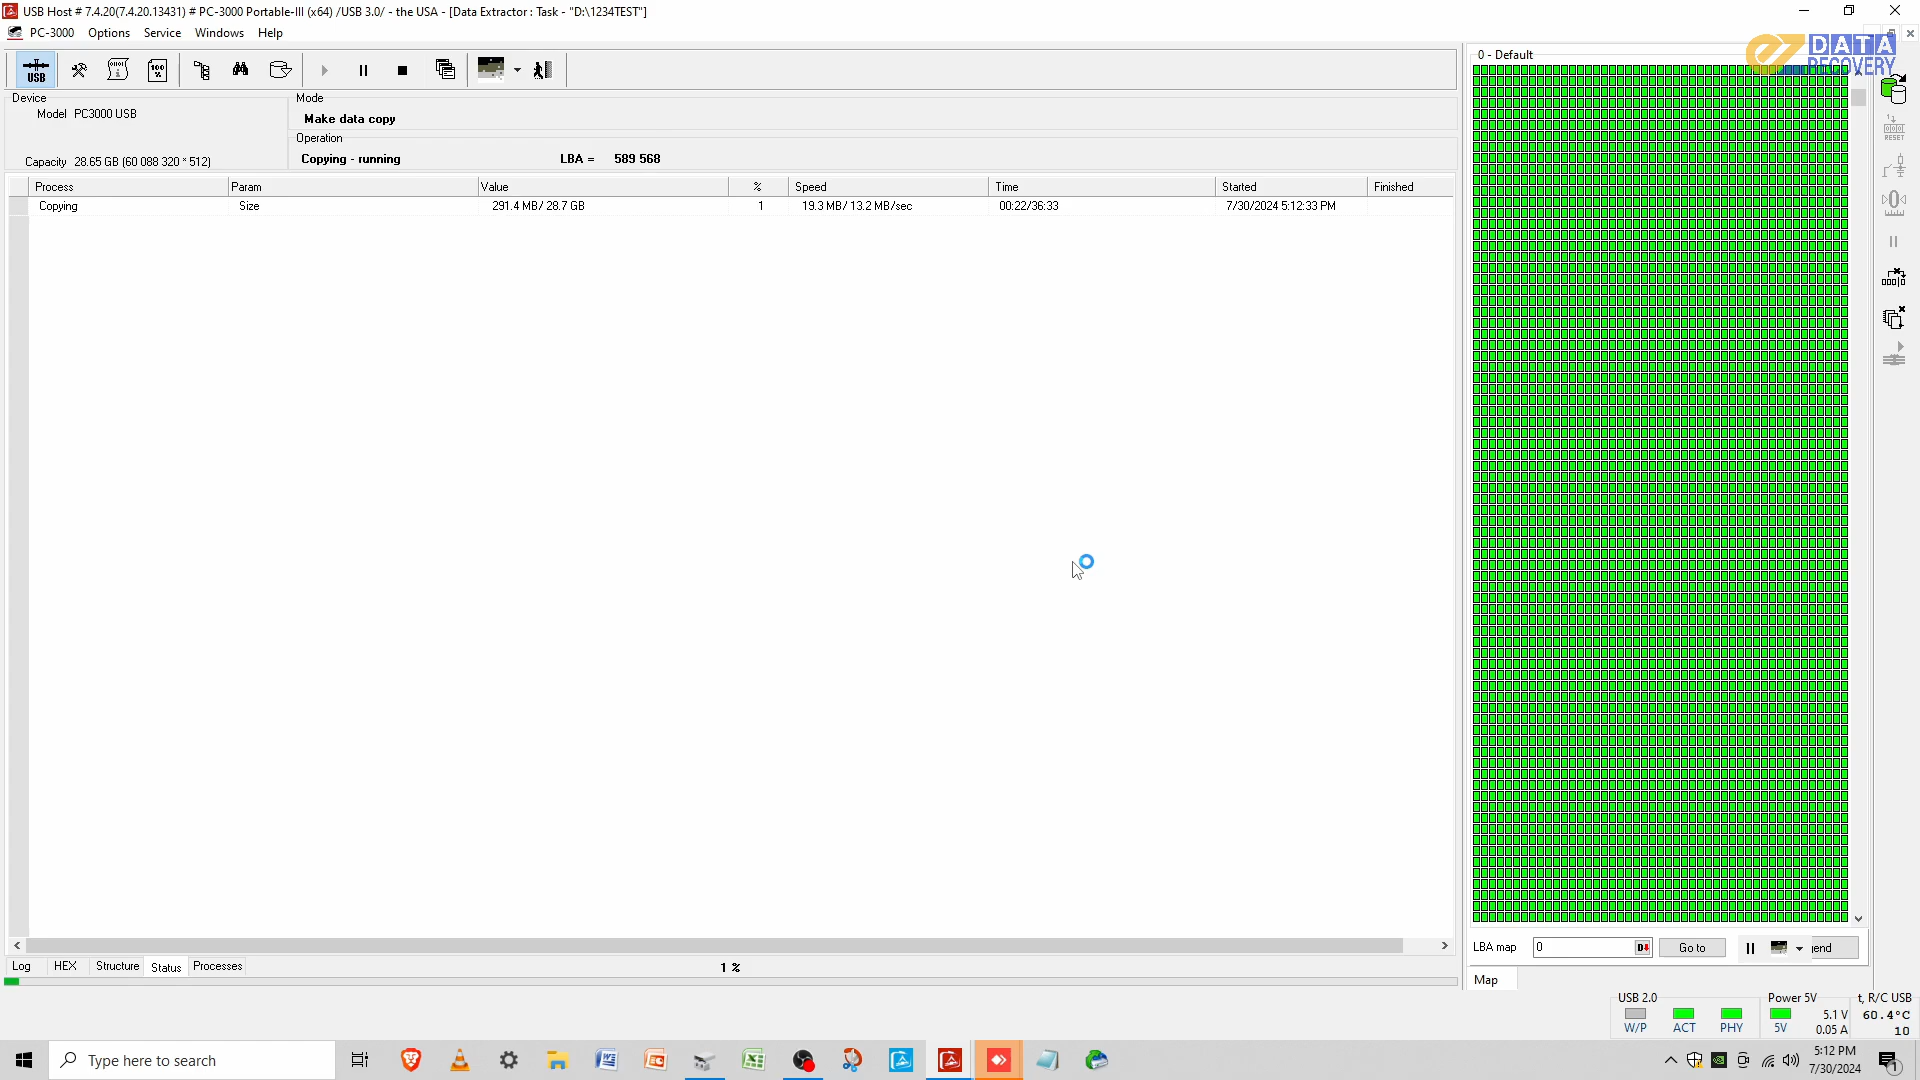 USB Host # 7.4.20(7.4.20.13431) # PC-3000 Portable-III (x64) /USB 3.0/ - the USA - [Data Extractor : Task - "D:\1234TEST"]
PC-3000 Options Service Windows Help
USB
100 %
Device
Model PC3000 USB
Capacity 28.65 GB (60 088 320 * 512)
Mode
Make data copy
Operation
Copying - running LBA = 589 568
Process Param Value % Speed Time Started Finished
Copying Size 291.4 MB/ 28.7 GB 1 19.3 MB/ 13.2 MB/sec 00:22/36:33 7/30/2024 5:12:33 PM
0 - Default
ez DATA
RECOVERY
RESET
LBA map 0 D Go to end
Log HEX Structure Status Processes 1 %
Map
USB 2.0 Power 5V t, R/C USB
5.1 V 60.4°C
W/P ACT PHY 5V 0.05 A 10
Type here to search
5:12 PM
7/30/2024
1